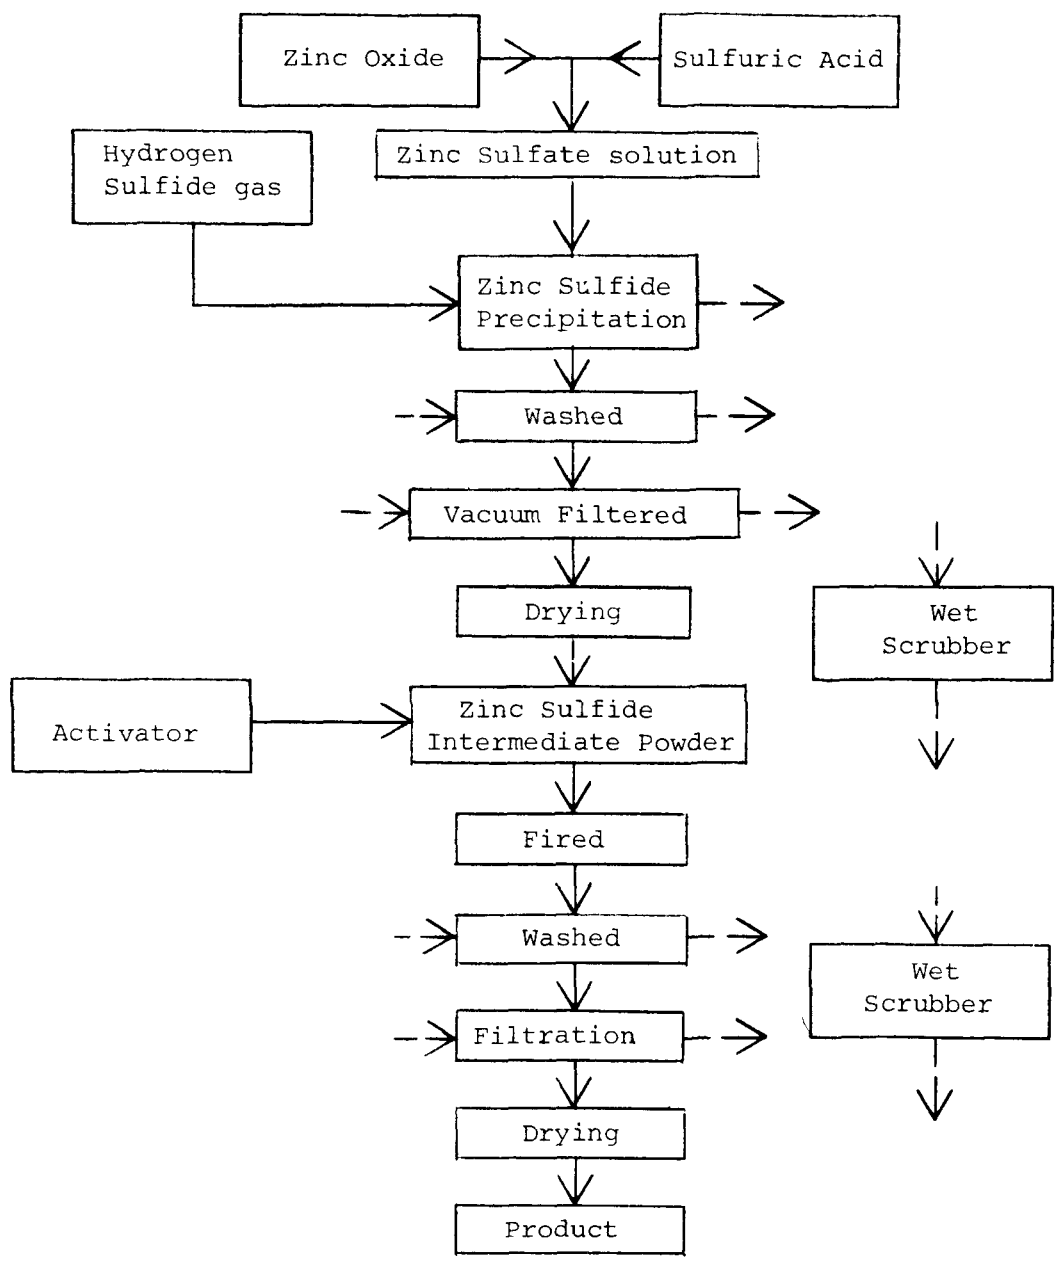 Zinc Oxide
Sulfuric Acid
Hydrogen
Sulfide gas
Zinc Sulfate solution
Zinc Sulfide
Precipitation
Washed
Vacuum Filtered
Drying
Wet
Scrubber
Activator
Zinc Sulfide
Intermediate Powder
Fired
Washed
Wet
Scrubber
Filtration
Drying
Product